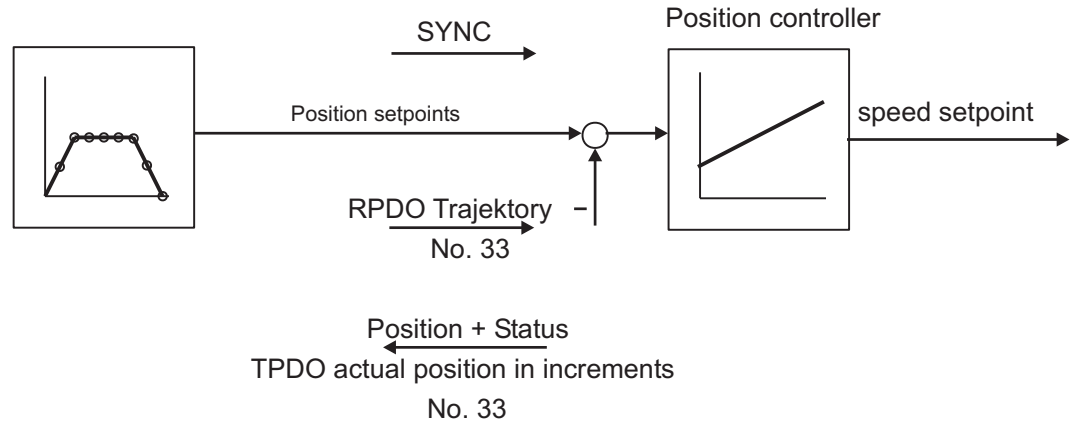 Position controller
SYNC
Position setpoints
speed setpoint
RPDO Trajektory –
No. 33
Position + Status
TPDO actual position in increments
No. 33